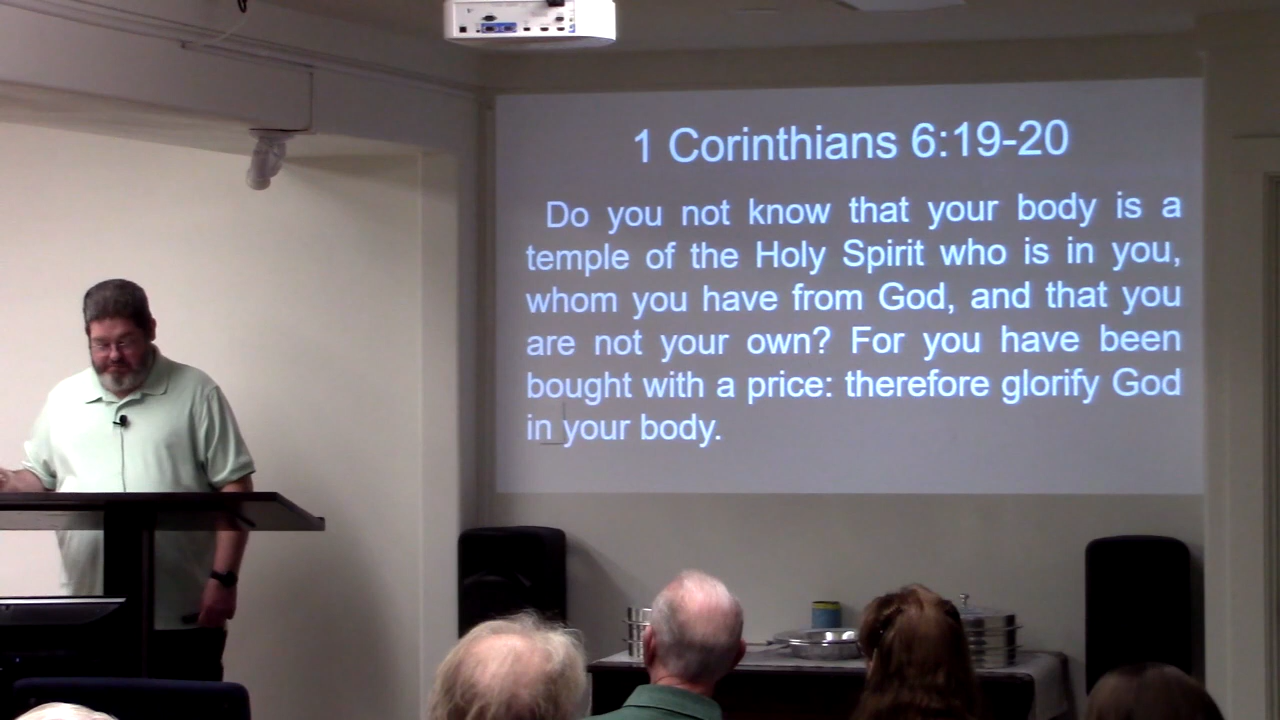 1 Corinthians 6:19-20
Do you not know that your body is a
temple of the Holy Spirit who is in you,
whom you have from God, and that you
are not your own? For you have been
bought with a price: therefore glorify God
in your body.